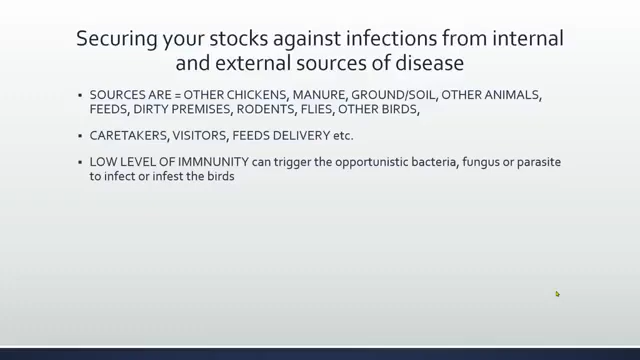 Securing your stocks against infections from internal
and external sources of disease
▪ SOURCES ARE = OTHER CHICKENS, MANURE, GROUND/SOIL, OTHER ANIMALS,
FEEDS, DIRTY PREMISES, RODENTS, FLIES, OTHER BIRDS,
▪ CARETAKERS, VISITORS, FEEDS DELIVERY etc.
▪ LOW LEVEL OF IMMNUNITY can trigger the opportunistic bacteria, fungus or parasite
to infect or infest the birds